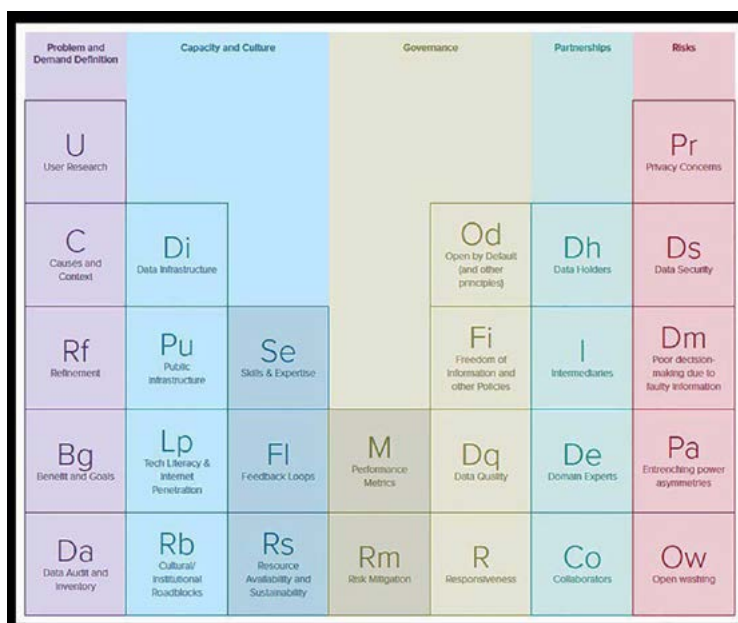 Problem and
Demand Definition
Capacity and Culture
Governance
Partnerships
Risks
U
User Research
Pr
Privacy Concerns
C
Causes and
Context
Di
Data Infrastructure
Od
Open by Default
(and other
principles)
Dh
Data Holders
Ds
Data Security
Rf
Refinement
Pu
Public
Infrastructure
Se
Skills & Expertise
Fi
Freedom of
Information and
other Policies
I
Intermediaries
Dm
Poor decision-
making due to
faulty information
Bg
Benefit and Goals
Lp
Tech Literacy &
Internet
Penetration
Fl
Feedback Loops
M
Performance
Metrics
Dq
Data Quality
De
Domain Experts
Pa
Entrenching power
asymmetries
Da
Data Audit and
Inventory
Rb
Cultural/
Institutional
Roadblocks
Rs
Resource
Availability and
Sustainability
Rm
Risk Mitigation
R
Responsiveness
Co
Collaborators
Ow
Open washing